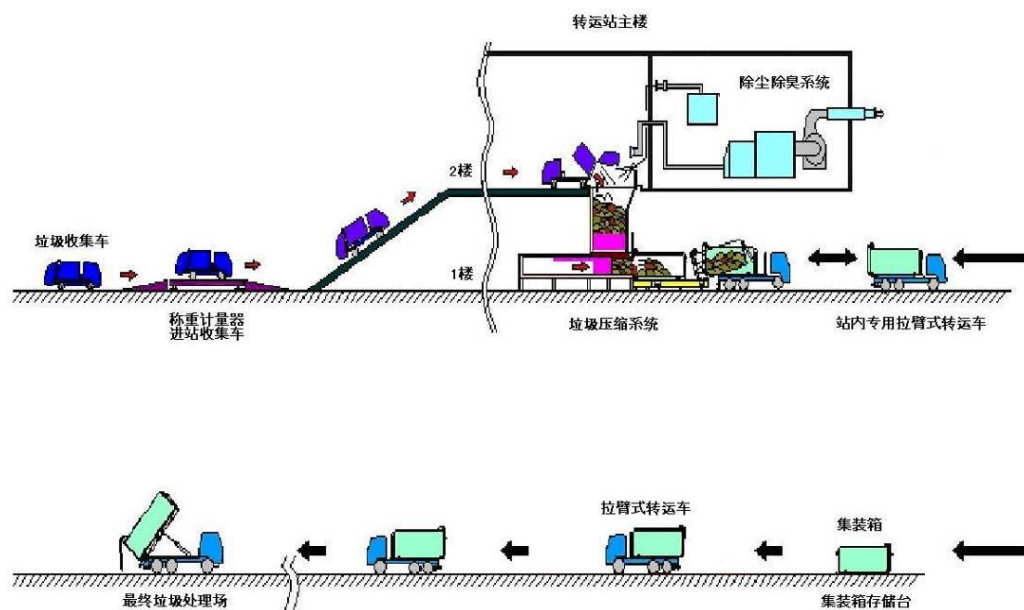 转运站主楼
除尘除臭系统
2楼
垃圾收集车
1楼
称重计量器
进站收集车
垃圾压缩系统
站内专用拉臂式转运车
拉臂式转运车
集装箱
最终垃圾处理场
集装箱存储台